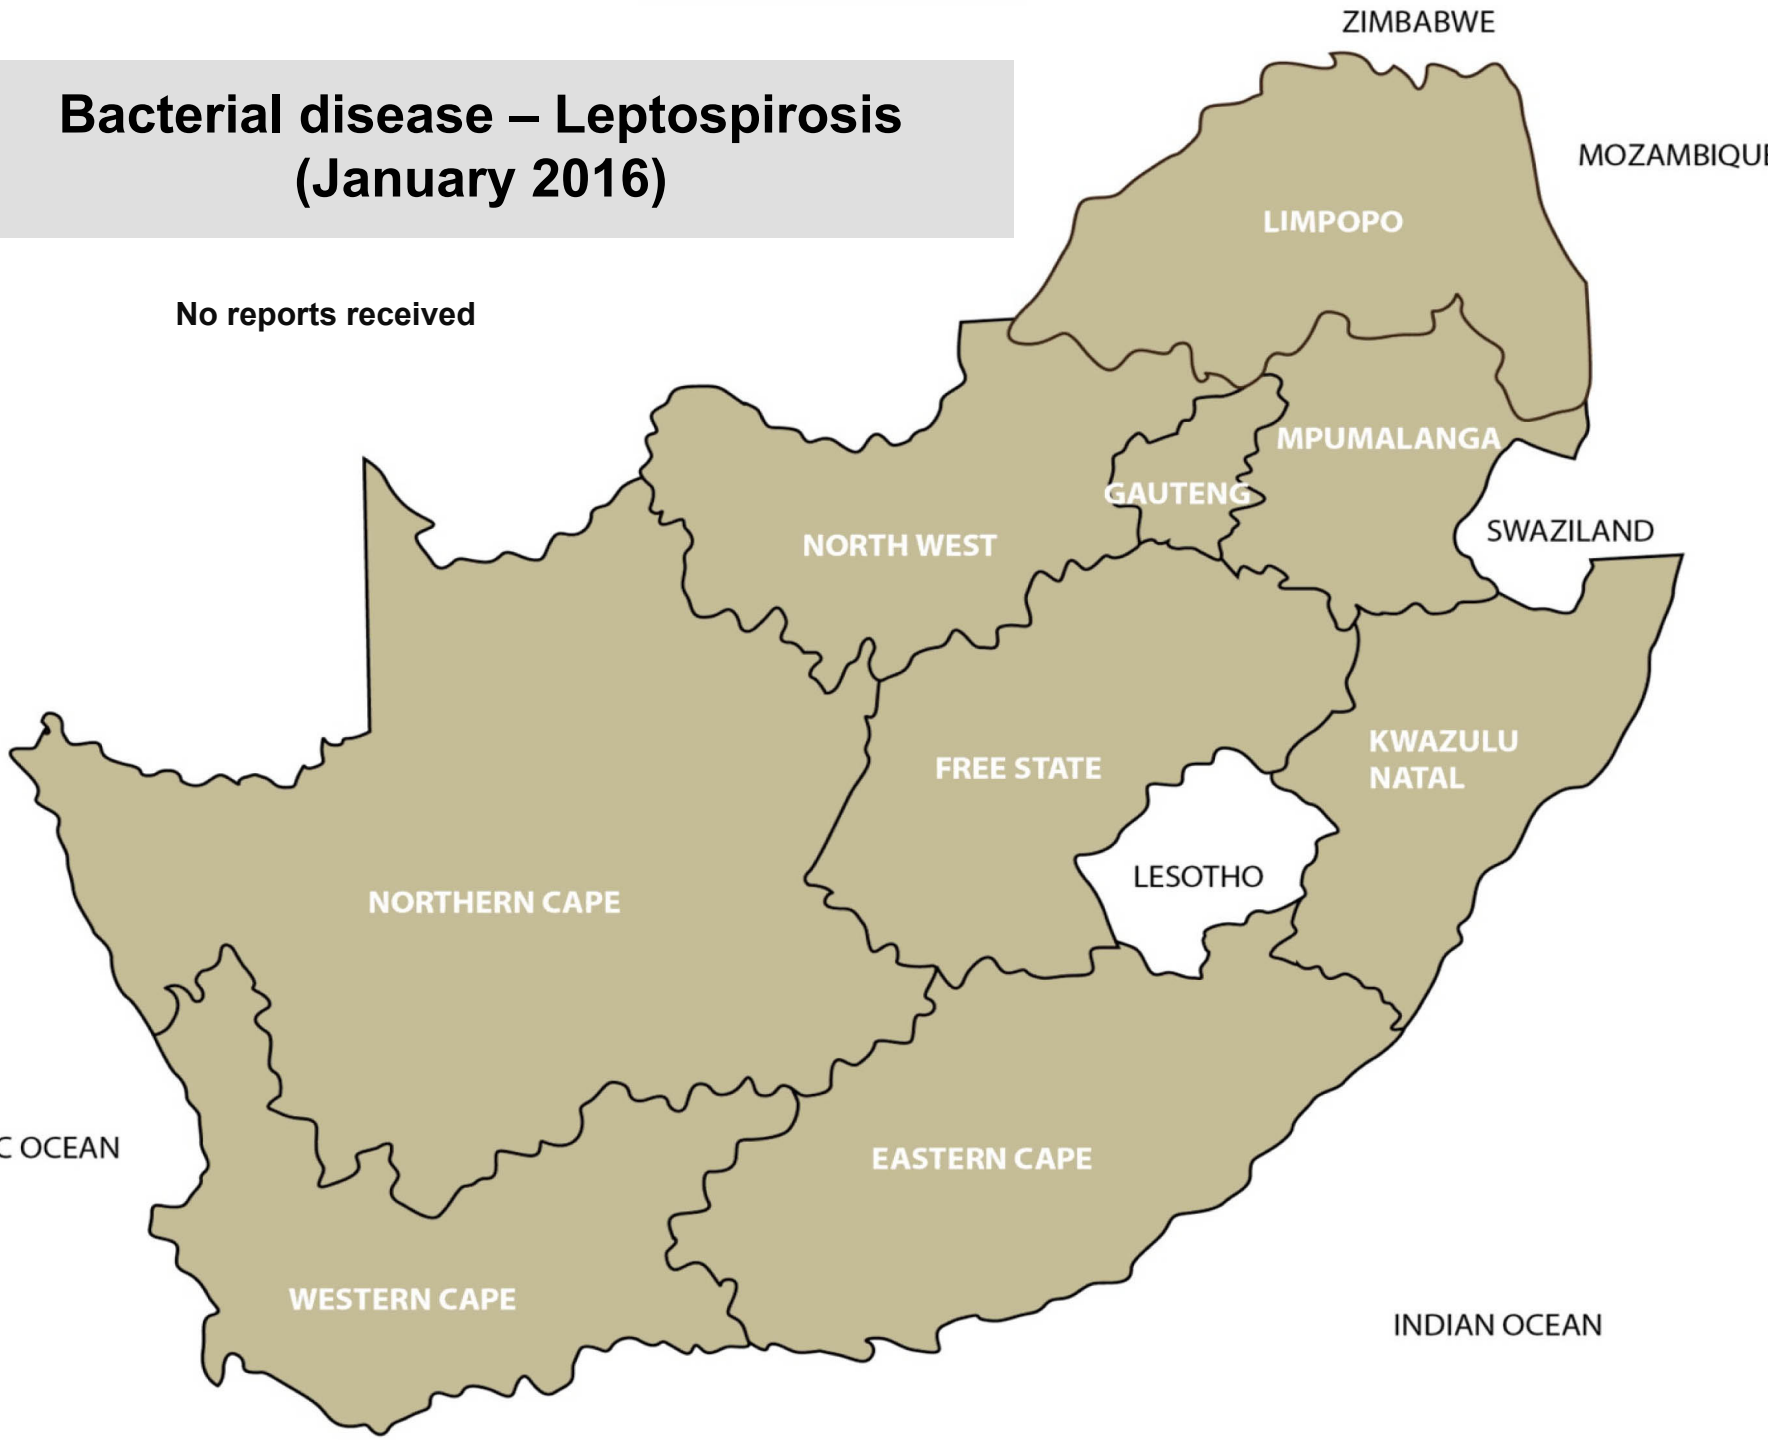 ZIMBABWE
Bacterial disease – Leptospirosis
(January 2016)
MOZAMBIQUE
LIMPOPO
No reports received
MPUMALANGA
GAUTENG
SWAZILAND
NORTH WEST
KWAZULU
NATAL
FREE STATE
LESOTHO
NORTHERN CAPE
C OCEAN
EASTERN CAPE
WESTERN CAPE
INDIAN OCEAN